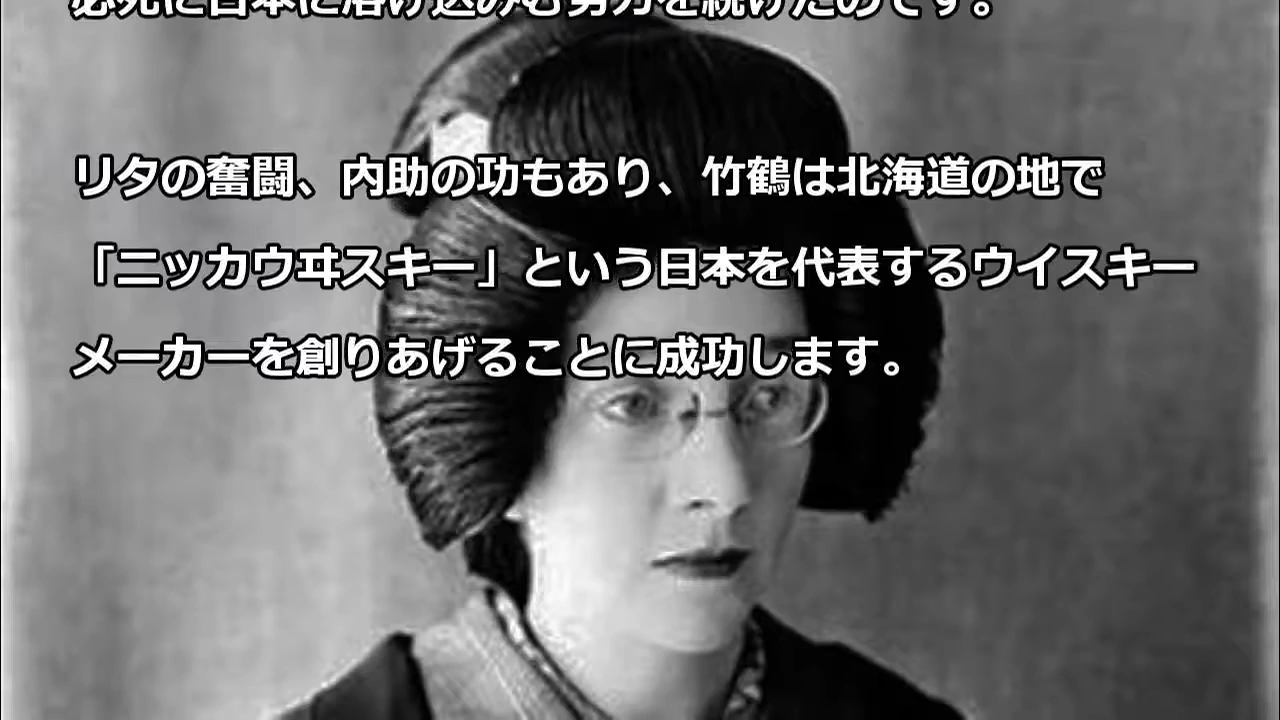 必死に日本に溶け込みむ努力を続けたのです。
リタの奮闘、内助の功もあり、竹鶴は北海道の地で
「ニッカウヰスキー」という日本を代表するウイスキー
メーカーを創りあげることに成功します。